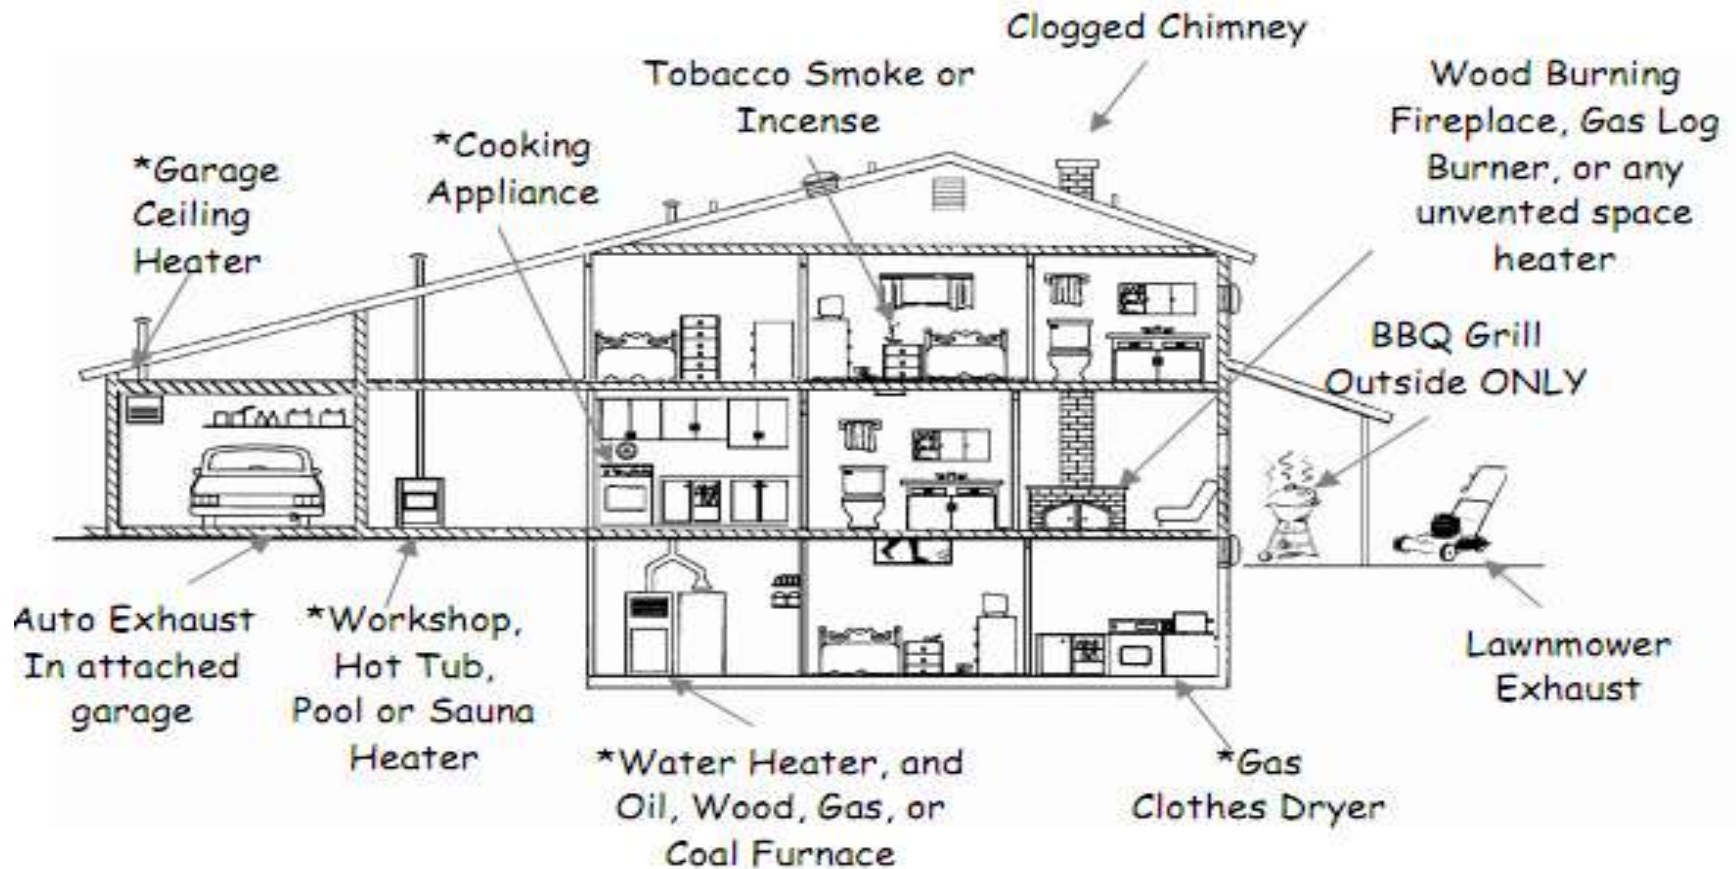 Clogged Chimney
Tobacco Smoke or
Incense
Wood Burning
Fireplace, Gas Log
Burner, or any
unvented space
heater
*Cooking
Appliance
*Garage
Ceiling
Heater
BBQ Grill
Outside ONLY
Auto Exhaust
In attached
garage
*Workshop,
Hot Tub,
Pool or Sauna
Heater
*Water Heater, and
Oil, Wood, Gas, or
Coal Furnace
*Gas
Clothes Dryer
Lawnmower
Exhaust